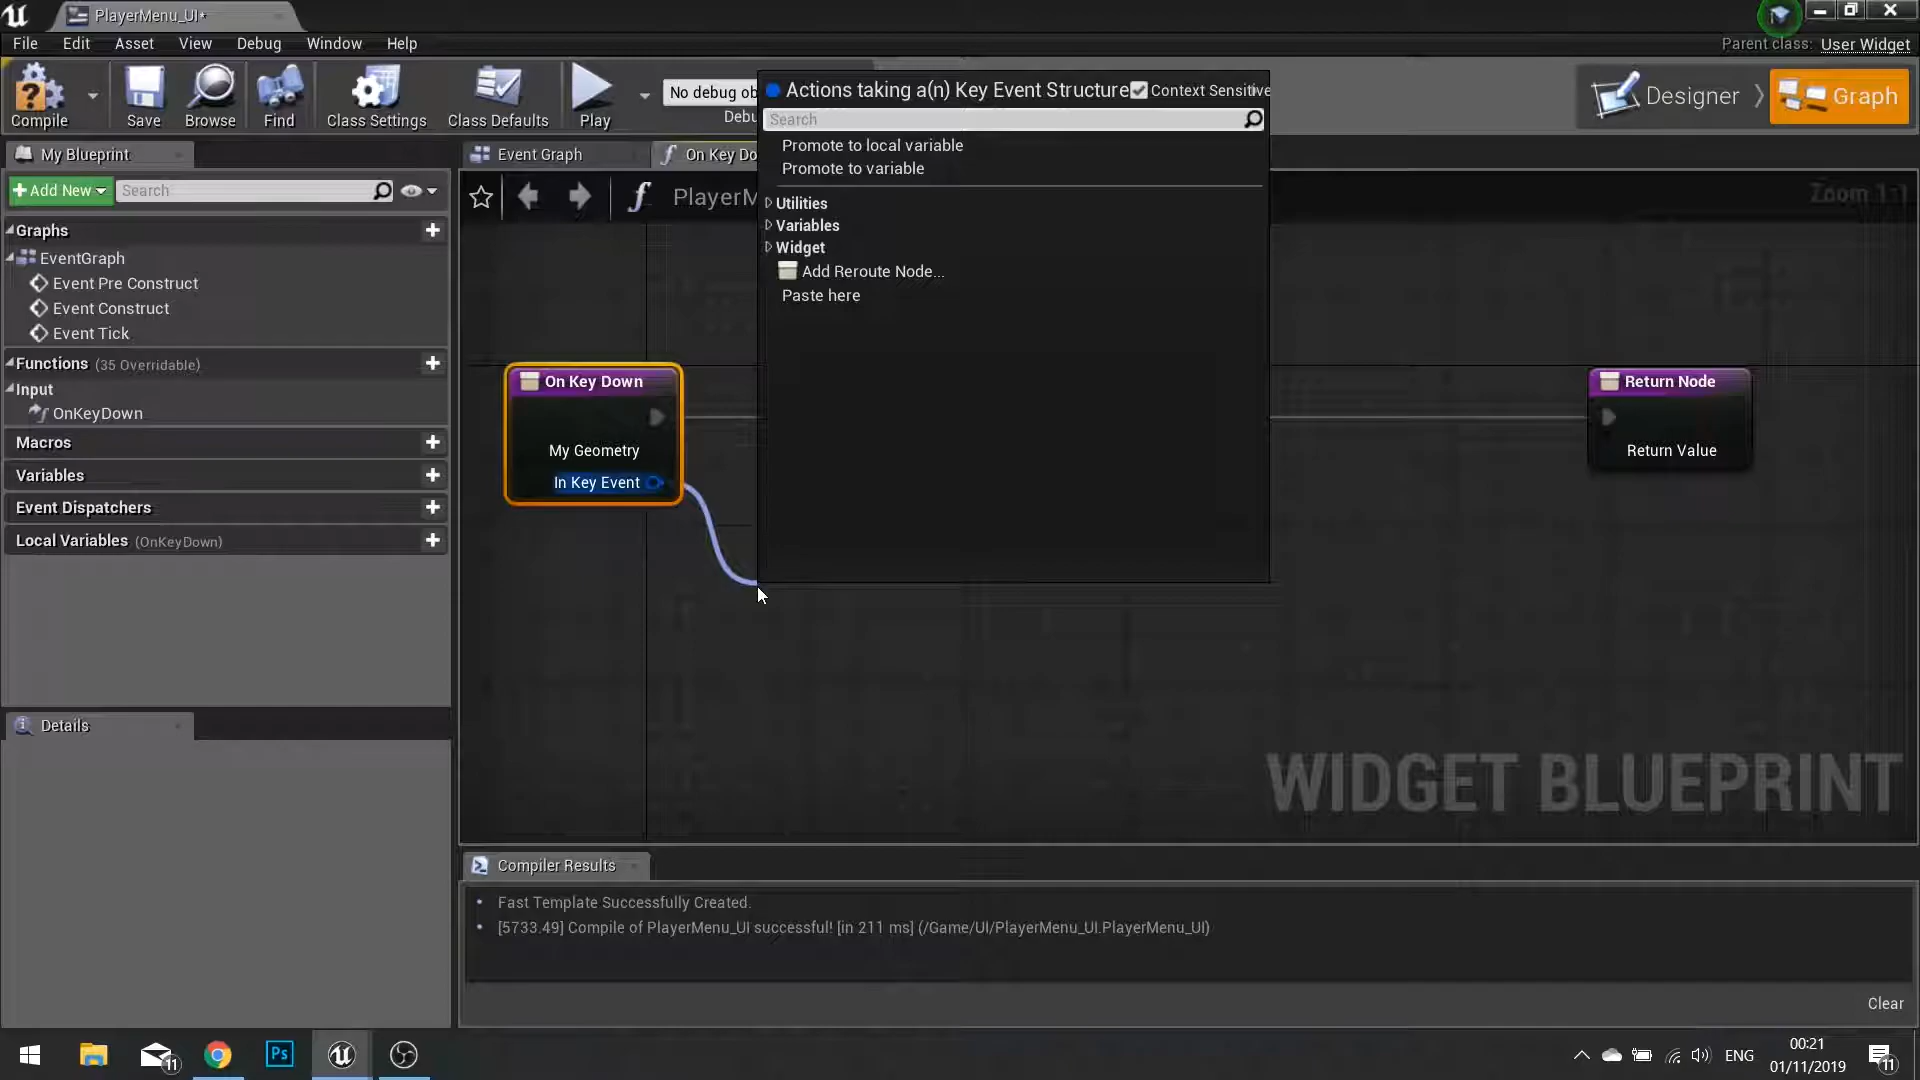 PlayerMenu_UI*
File Edit Asset View Debug Window Help
Parent class: User Widget
Compile Save Browse Find Class Settings Class Defaults Play
No debug ob
Debu
Designer Graph
My Blueprint
Add New Search
Graphs
EventGraph
Event Pre Construct
Event Construct
Event Tick
Functions (35 Overridable)
Input
OnKeyDown
Macros
Variables
Event Dispatchers
Local Variables (OnKeyDown)
Details
Event Graph
On Key Do
PlayerM
Zoom 1:1
Actions taking a(n) Key Event Structure
Context Sensitive
Search
Promote to local variable
Promote to variable
Utilities
Variables
Widget
Add Reroute Node...
Paste here
On Key Down
My Geometry
In Key Event
Return Node
Return Value
WIDGET BLUEPRINT
Compiler Results
• Fast Template Successfully Created.
• [5733.49] Compile of PlayerMenu_UI successful! [in 211 ms] (/Game/UI/PlayerMenu_UI.PlayerMenu_UI)
Clear
11
Ps
ENG
00:21
01/11/2019
11